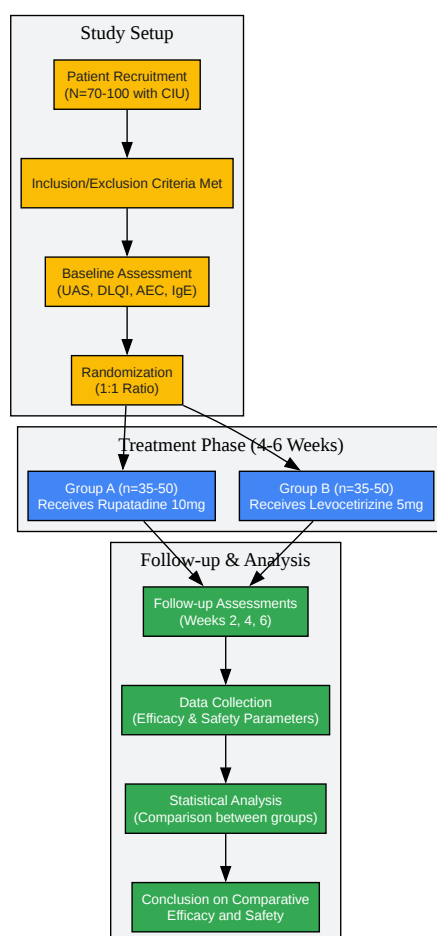 Study Setup
Patient Recruitment
(N=70-100 with CIU)
Inclusion/Exclusion Criteria Met
Baseline Assessment
(UAS, DLQI, AEC, IgE)
Randomization
(1:1 Ratio)
Treatment Phase (4-6 Weeks)
Group A (n=35-50)
Receives Rupatadine 10mg
Group B (n=35-50)
Receives Levocetirizine 5mg
Follow-up & Analysis
Follow-up Assessments
(Weeks 2, 4, 6)
Data Collection
(Efficacy & Safety Parameters)
Statistical Analysis
(Comparison between groups)
Conclusion on Comparative
Efficacy and Safety